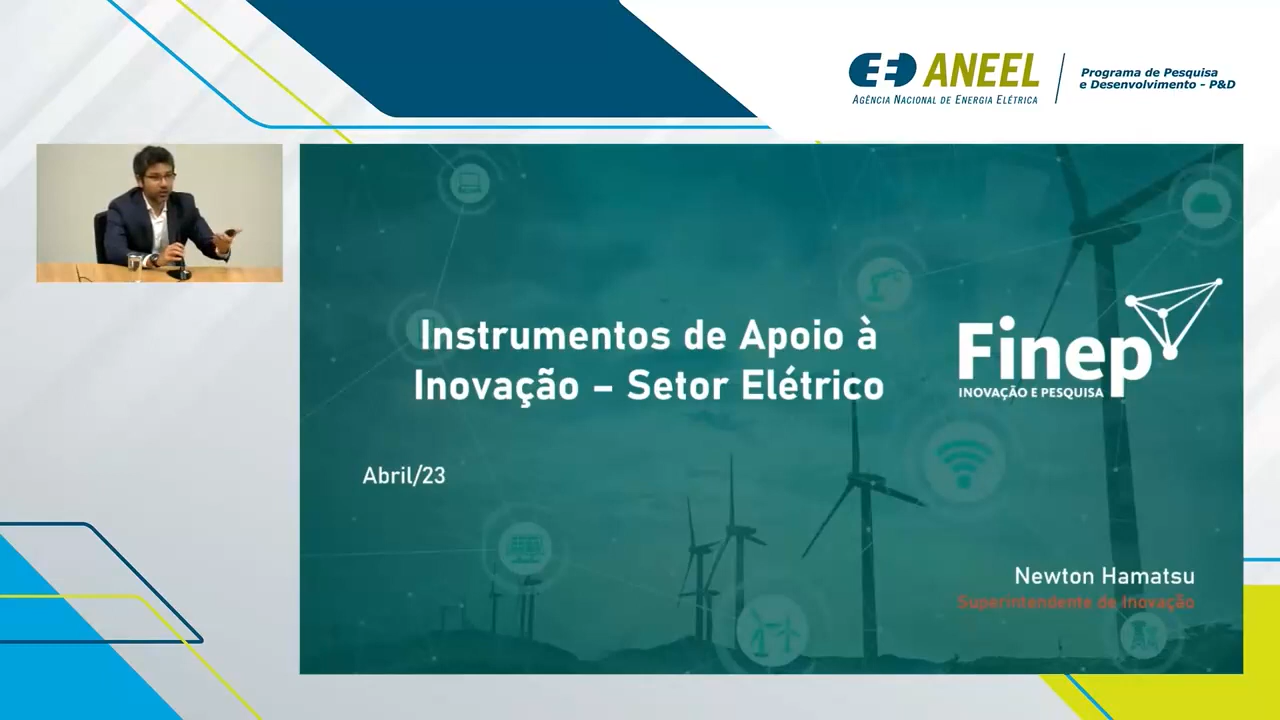 ANEEL
AGÊNCIA NACIONAL DE ENERGIA ELÉTRICA
Programa de Pesquisa
e Desenvolvimento - P&D
Instrumentos de Apoio à
Inovação – Setor Elétrico
Finep
INOVAÇÃO E PESQUISA
Abril/23
Newton Hamatsu
Superintendente de Inovação